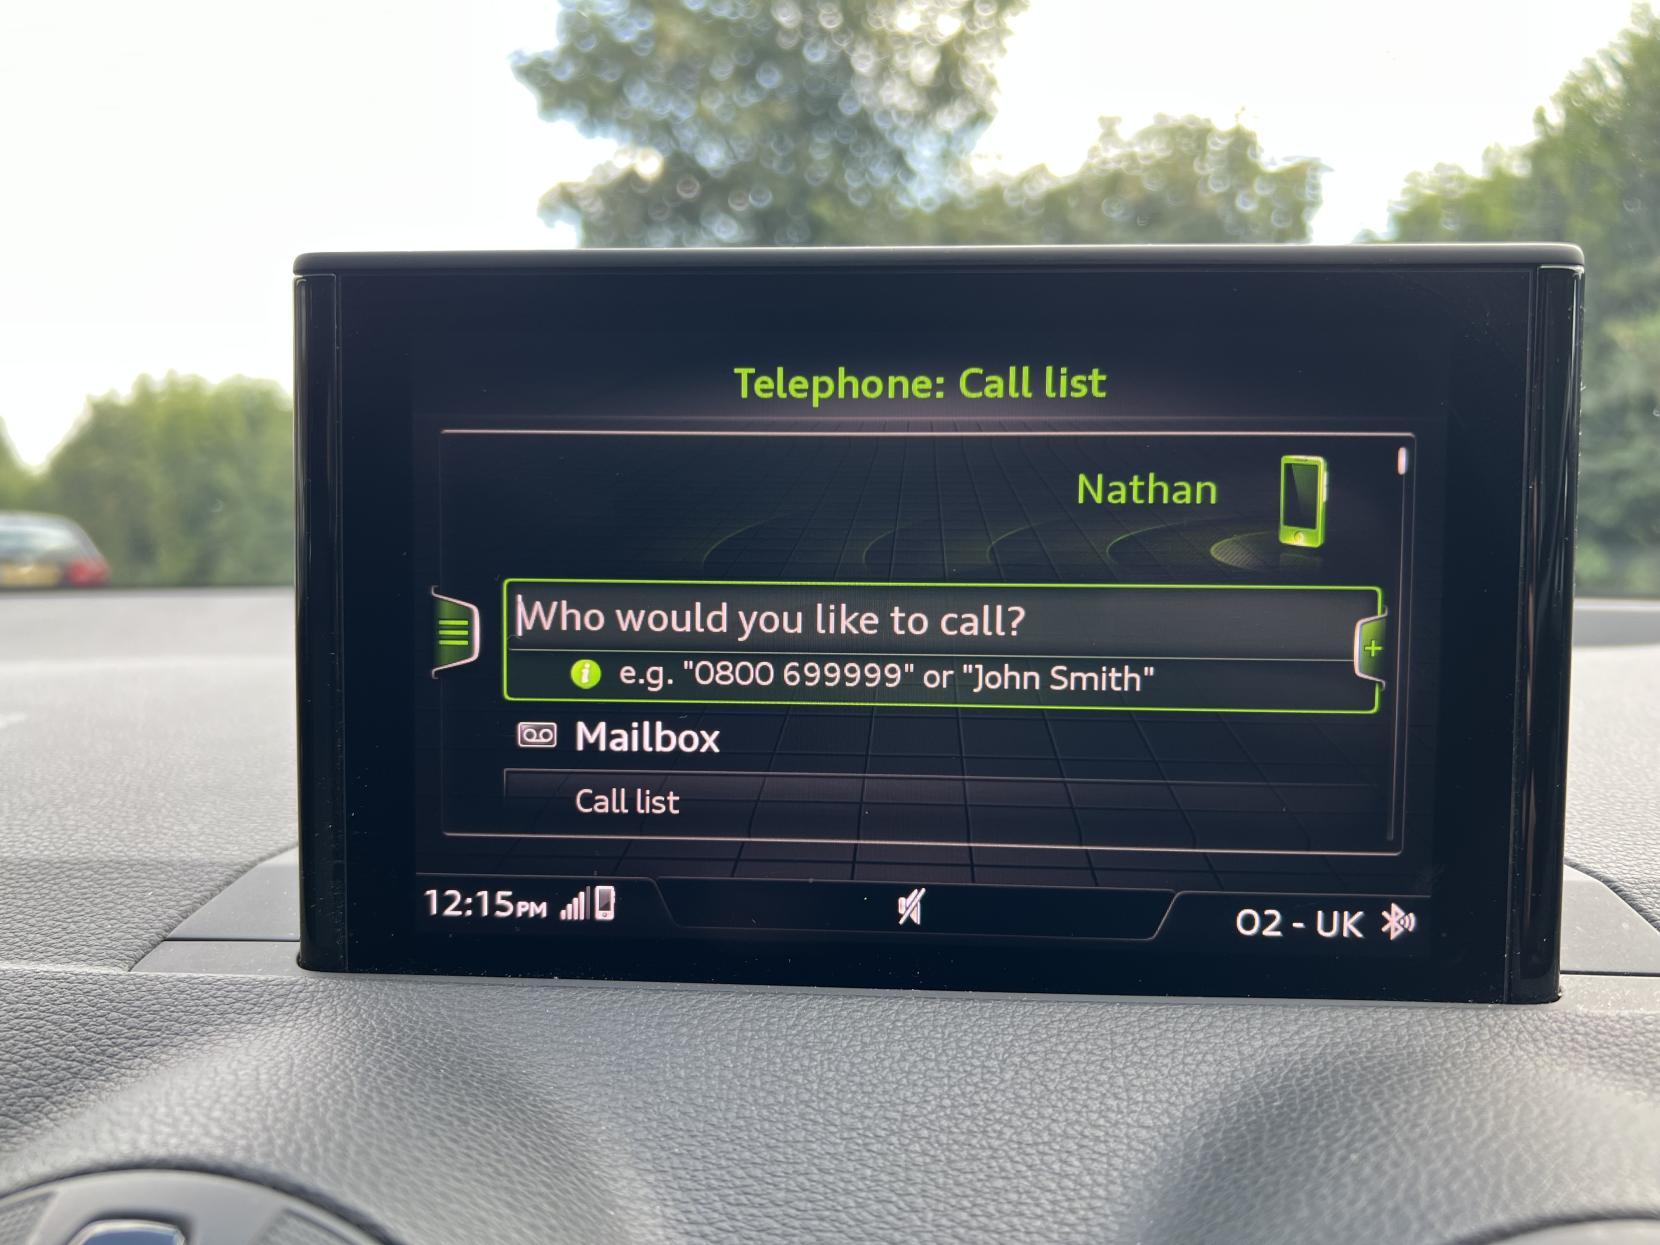 Telephone: Call list
Nathan
Who would you like to call?
e.g. "0800 699999" or "John Smith"
Mailbox
Call list
12:15PM
O2 - UK